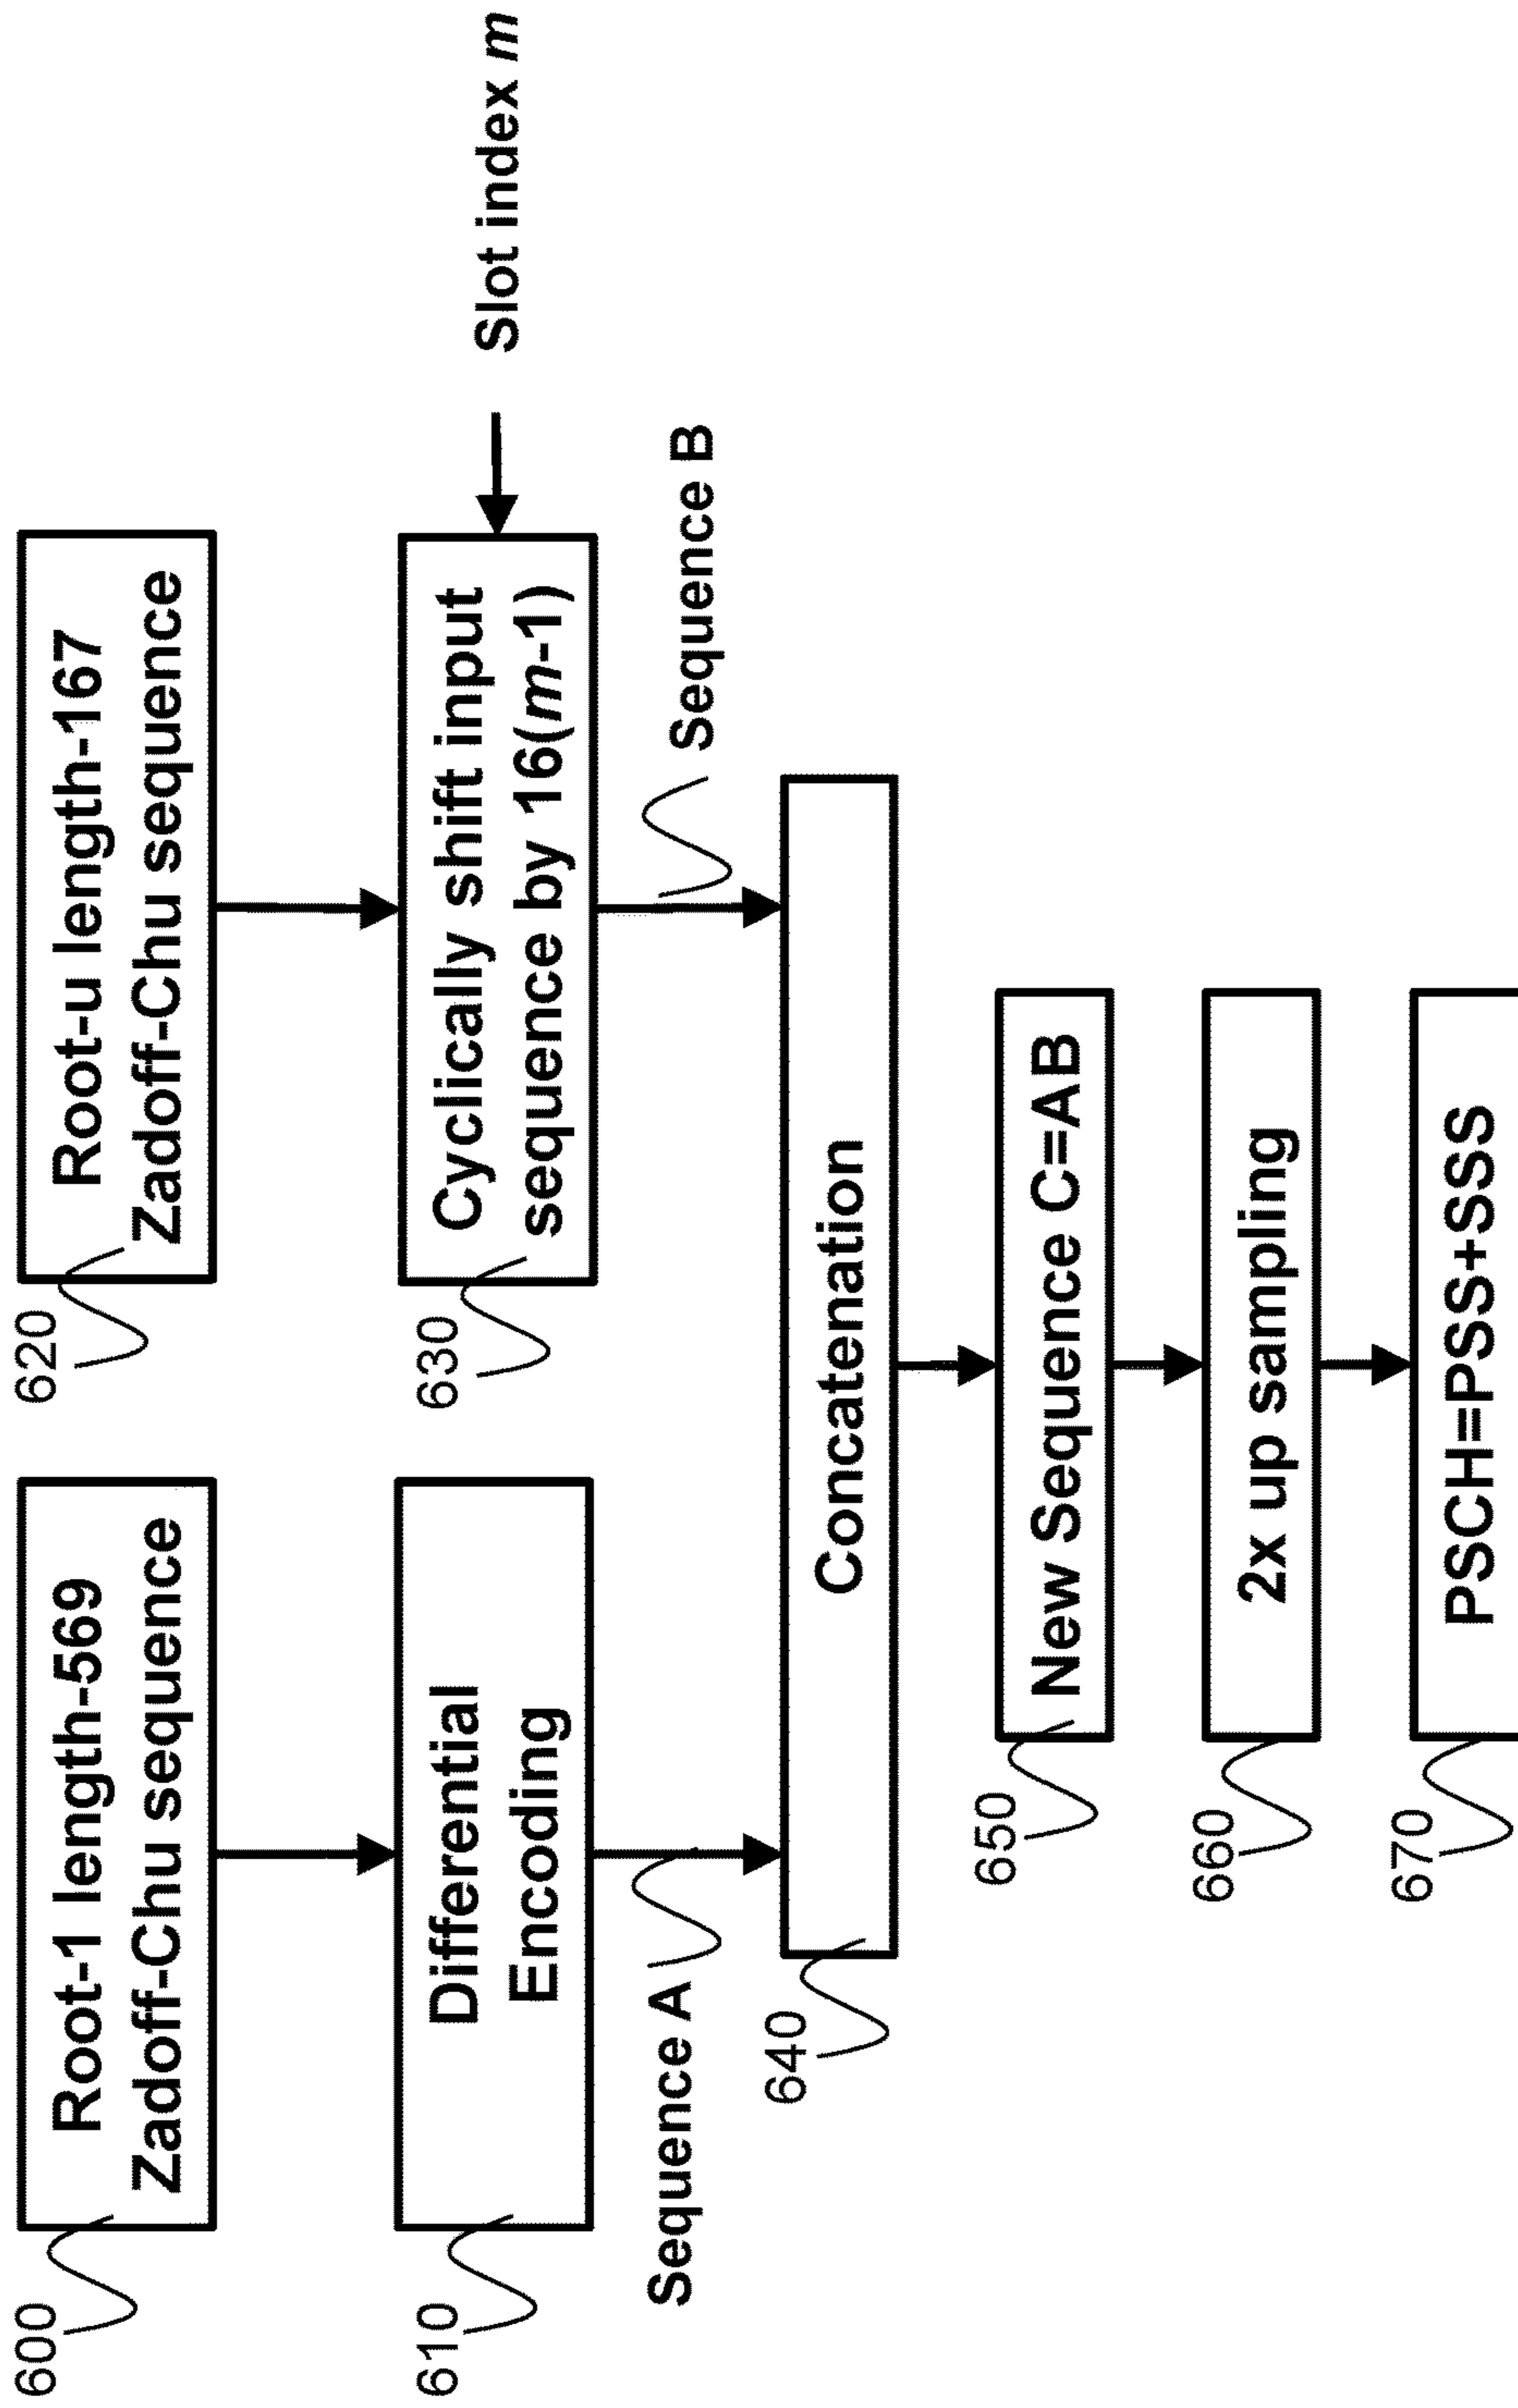 600
Root-1 length-569
Zadoff-Chu sequence
620
Root-u length-167
Zadoff-Chu sequence
610
Differential
Encoding
630
Cyclically shift input
sequence by 16(m-1)
Slot index m
Sequence A
Sequence B
640
Concatenation
650
New Sequence C=AB
660
2x up sampling
670
PSCH=PSS+SSS